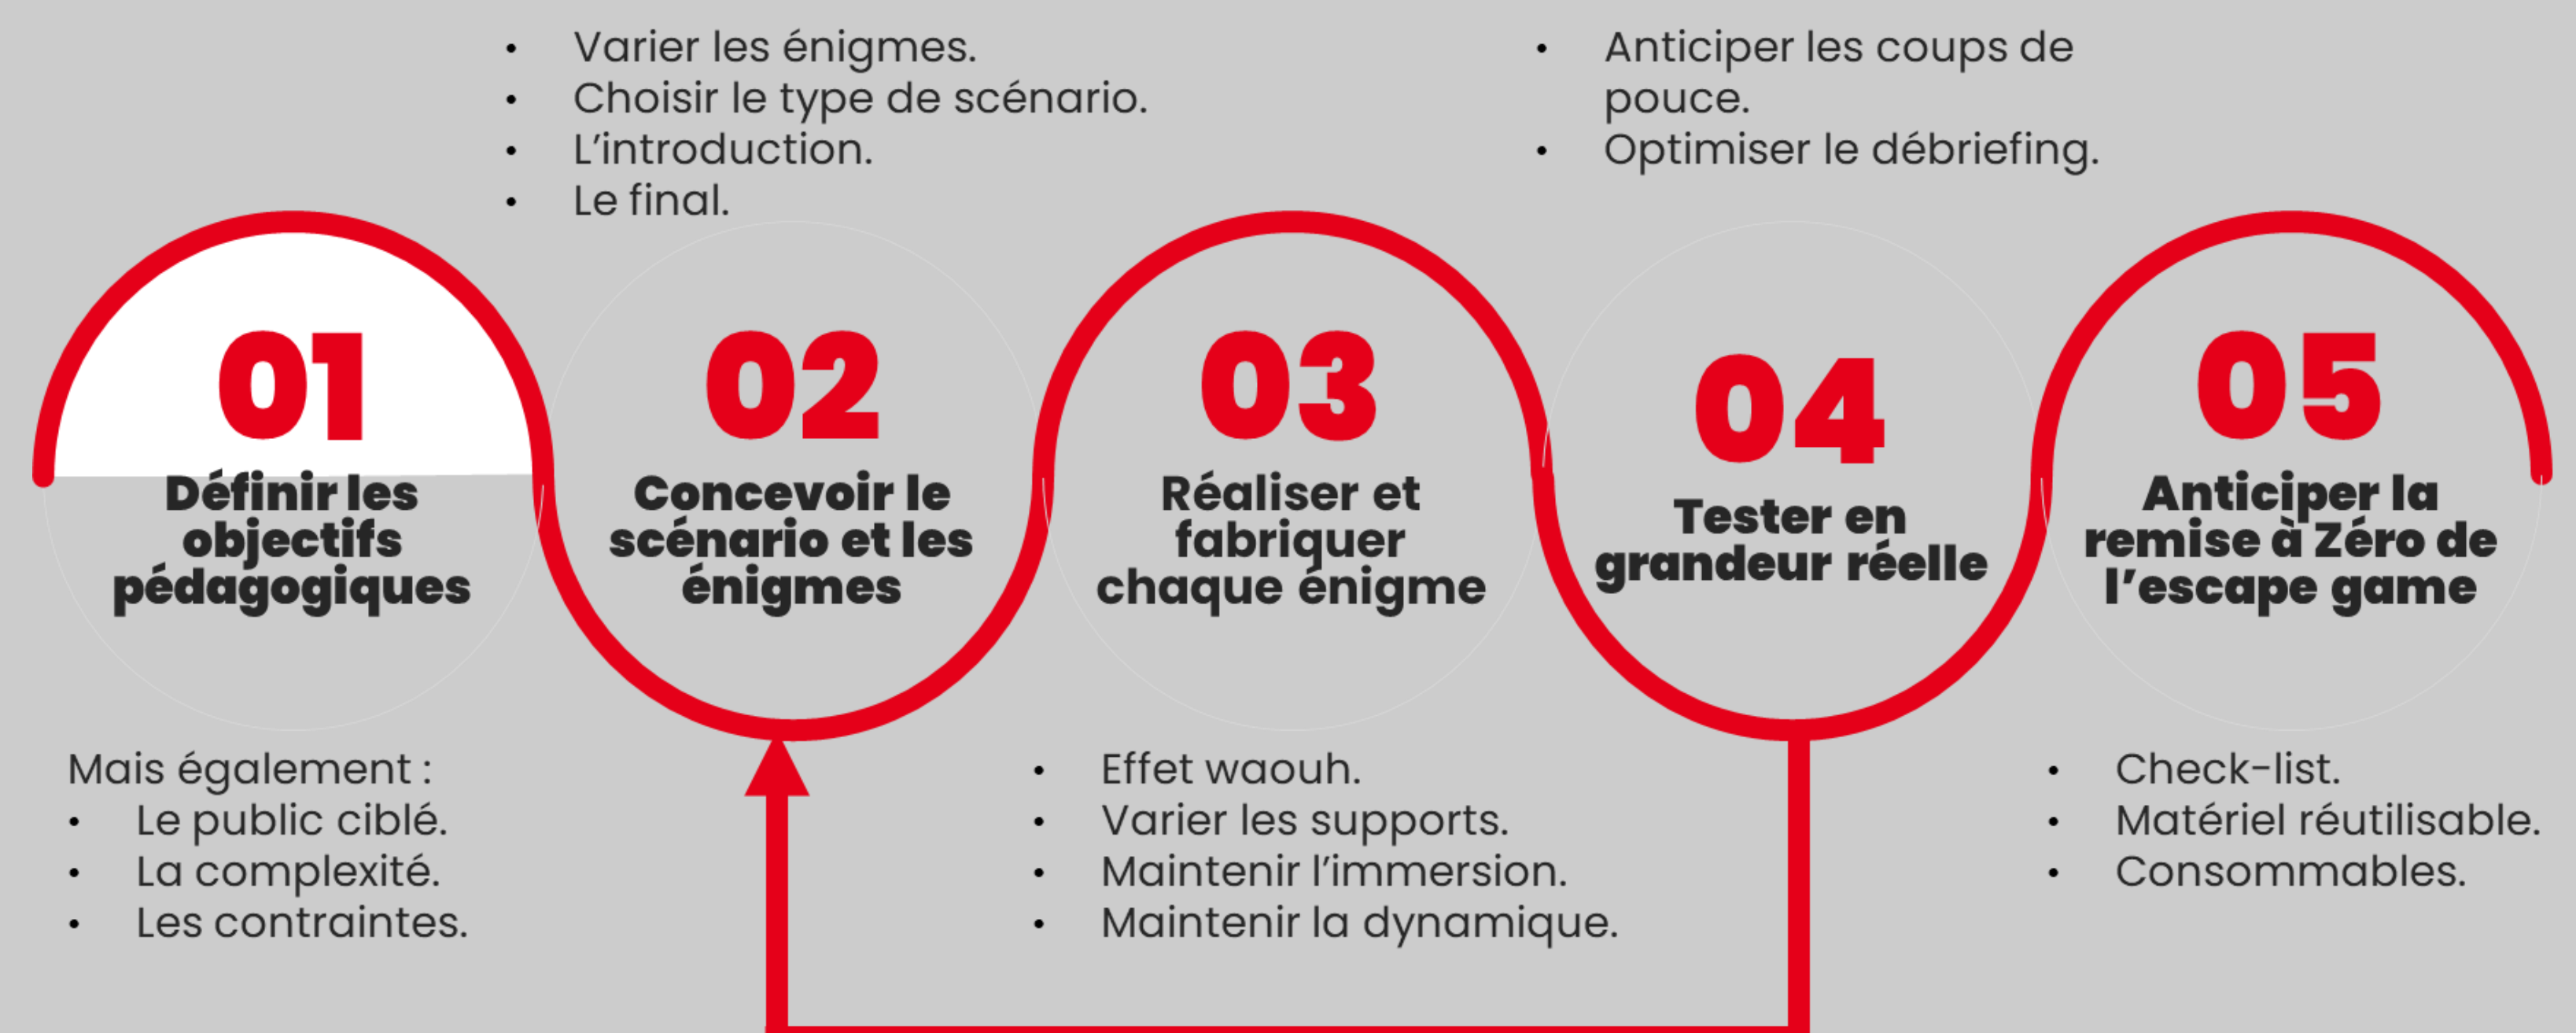 01
Définir les
objectifs
pédagogiques
Mais également :
• Le public ciblé.
• La complexité.
• Les contraintes.
• Varier les énigmes.
• Choisir le type de scénario.
• L’introduction.
• Le final.
02
Concevoir le
scénario et les
énigmes
03
Réaliser et
fabriquer
chaque énigme
• Effet waouh.
• Varier les supports.
• Maintenir l’immersion.
• Maintenir la dynamique.
• Anticiper les coups de
pouce.
• Optimiser le débriefing.
04
Tester en
grandeur réelle
05
Anticiper la
remise à Zéro de
l’escape game
• Check-list.
• Matériel réutilisable.
• Consommables.